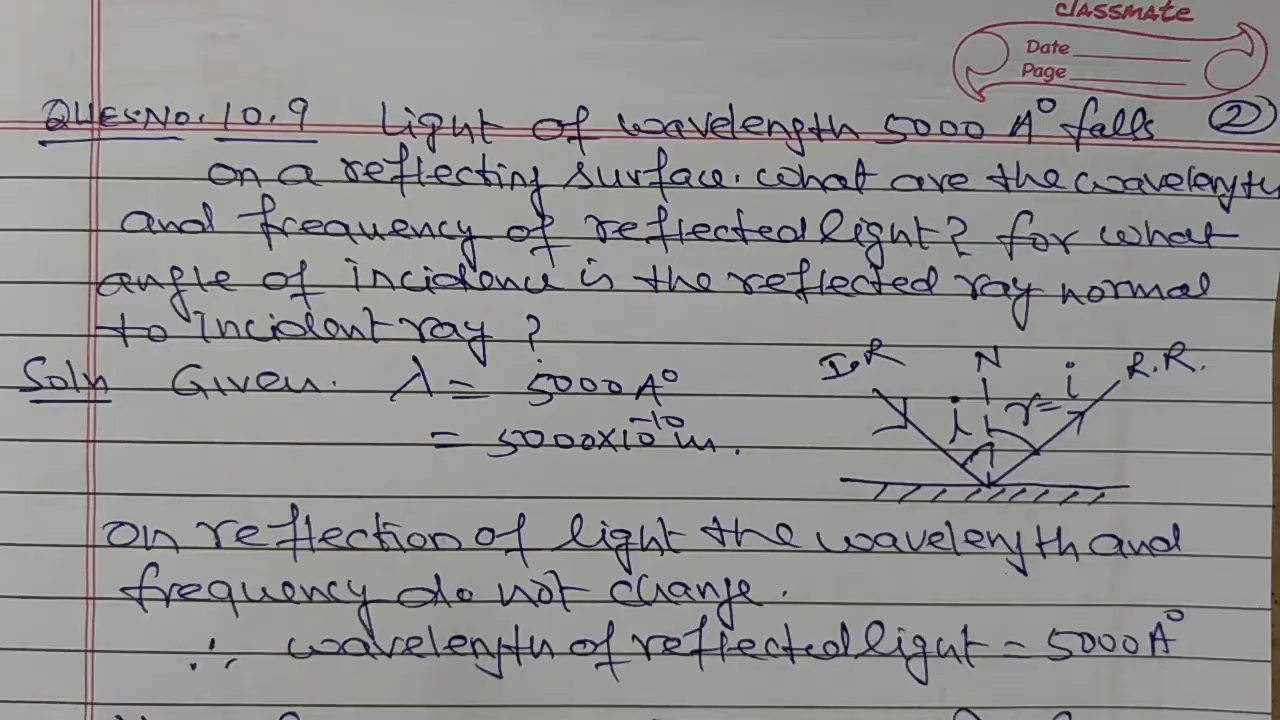 classmate
Date
Page
QUES.NO. 10.9 Light of wavelength 5000 A° falls ②
on a reflecting surface. What are the wavelength
and frequency of reflected light? For what
angle of incidence is the reflected ray normal
to incident ray?
Soln Given. λ = 5000 A°
= 5000×10⁻¹⁰ m.
I.R N i R.R.
i r=
On reflection of light the wavelength and
frequency do not change.
∴ wavelength of reflected light = 5000 A°